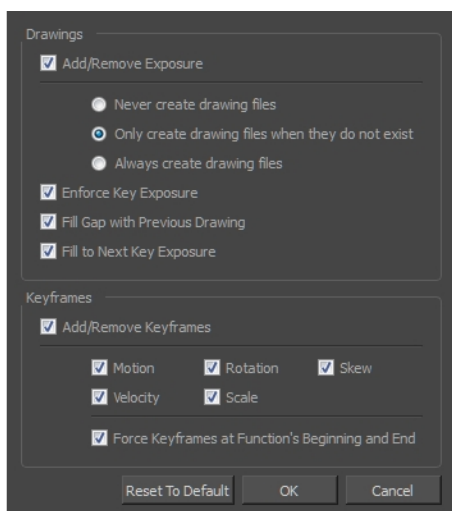 Drawings
Add/Remove Exposure
Never create drawing files
Only create drawing files when they do not exist
Always create drawing files
Enforce Key Exposure
Fill Gap with Previous Drawing
Fill to Next Key Exposure
Keyframes
Add/Remove Keyframes
Motion Rotation Skew
Velocity Scale
Force Keyframes at Function's Beginning and End
Reset To Default OK Cancel